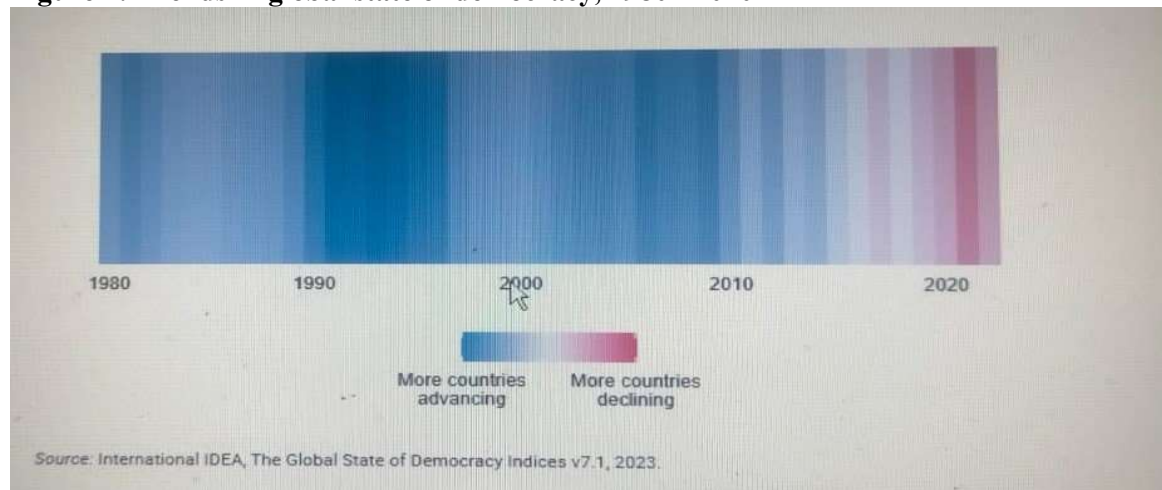 1980 1990 2000 2010 2020
More countries advancing More countries declining
Source: International IDEA, The Global State of Democracy Indices v7.1, 2023.